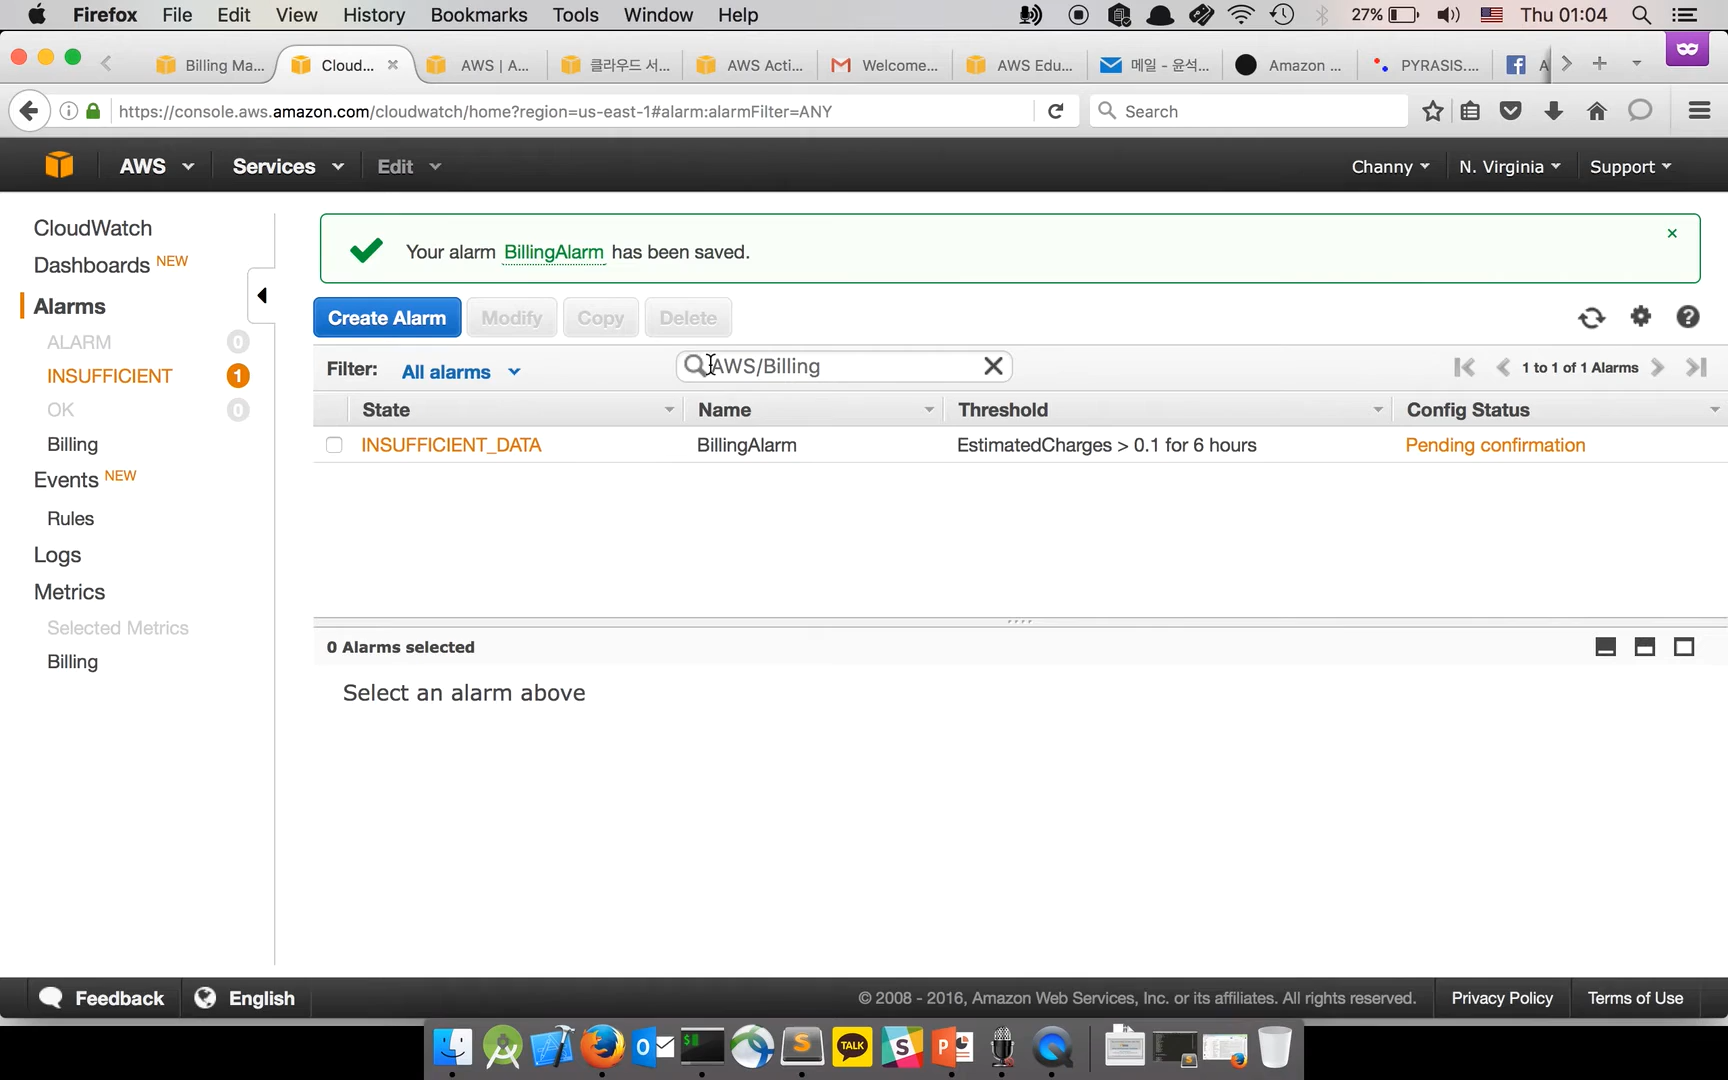 Firefox File Edit View History Bookmarks Tools Window Help 27% Thu 01:04
Billing Ma... Cloud... AWS | A... 클라우드 서... AWS Acti... Welcome... AWS Edu... 메일 - 윤석... Amazon ... PYRASIS.... A
https://console.aws.amazon.com/cloudwatch/home?region=us-east-1#alarm:alarmFilter=ANY Search
AWS Services Edit Channy N. Virginia Support
CloudWatch
Dashboards NEW
Alarms
ALARM 0
INSUFFICIENT 1
OK 0
Billing
Events NEW
Rules
Logs
Metrics
Selected Metrics
Billing
Your alarm BillingAlarm has been saved.
Create Alarm Modify Copy Delete
Filter: All alarms AWS/Billing 1 to 1 of 1 Alarms
State Name Threshold Config Status
INSUFFICIENT_DATA BillingAlarm EstimatedCharges > 0.1 for 6 hours Pending confirmation
0 Alarms selected
Select an alarm above
Feedback English © 2008 - 2016, Amazon Web Services, Inc. or its affiliates. All rights reserved. Privacy Policy Terms of Use
TALK